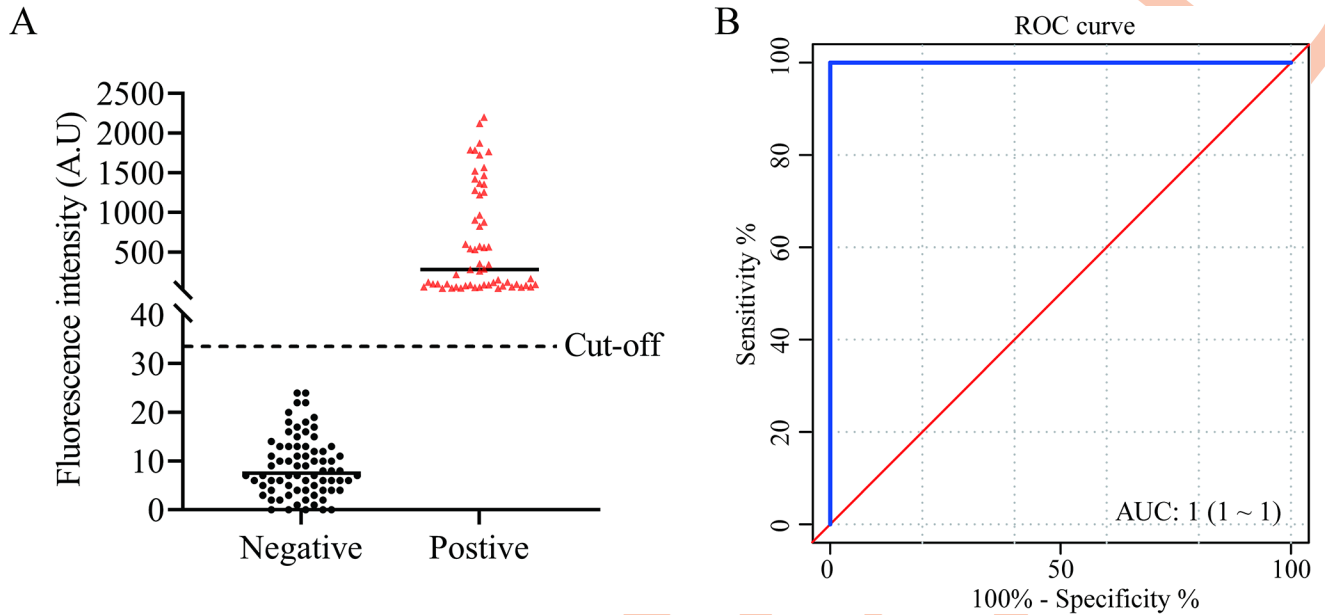 A
Fluorescence intensity (A.U)
2500
2000
1500
1000
500
40
30
20
10
0
Cut-off
Negative
Postive
B
ROC curve
Sensitivity %
100
80
60
40
20
0
AUC: 1 (1 ~ 1)
0
50
100
100% - Specificity %